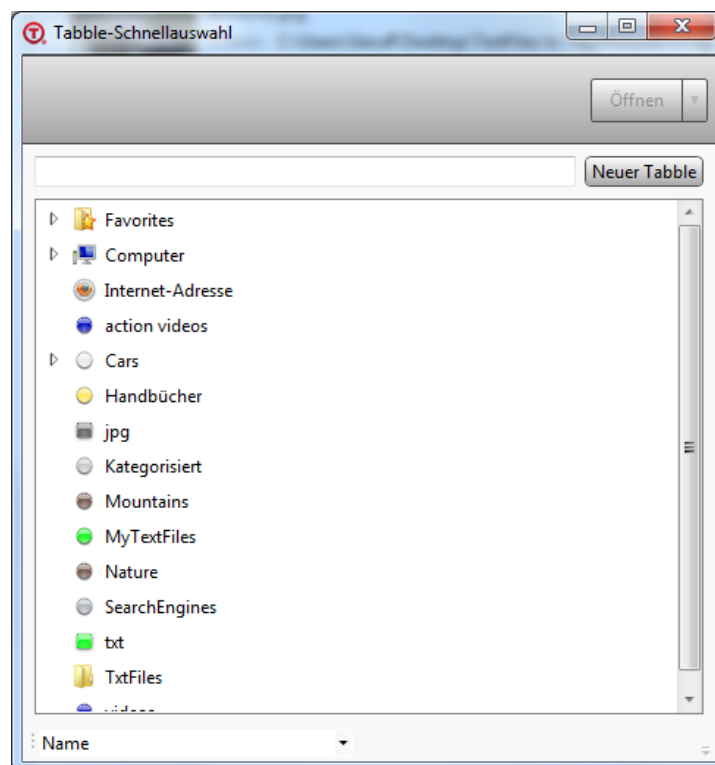 Tabble-Schnellauswahl
Öffnen
Neuer Tabble
Favorites
Computer
Internet-Adresse
action videos
Cars
Handbücher
jpg
Kategorisiert
Mountains
MyTextFiles
Nature
SearchEngines
txt
TxtFiles
videos
Name